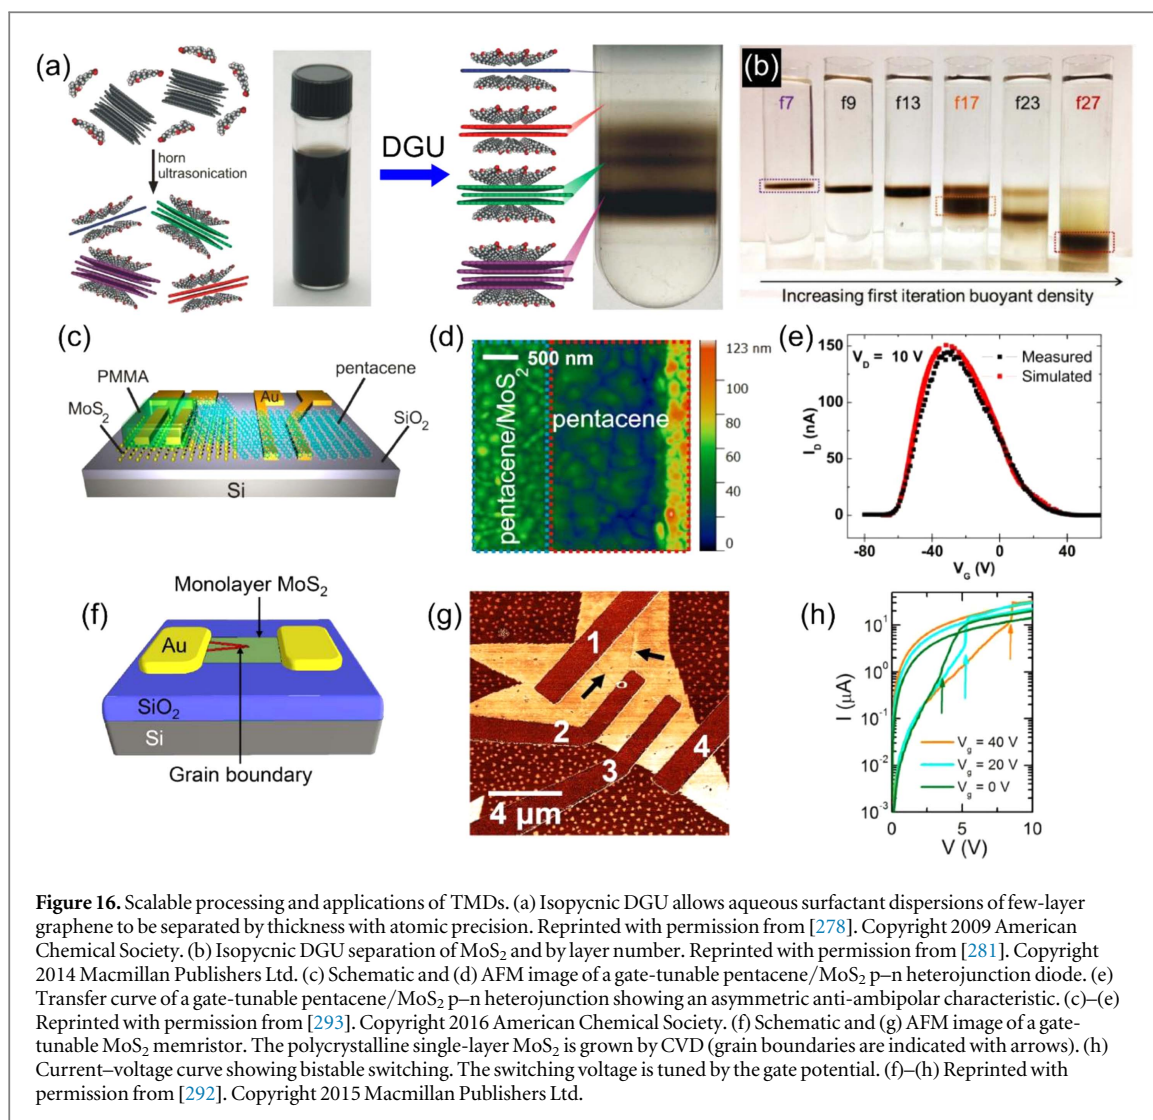 (a)
horn
ultrasonication
DGU
(b)
f7
f9
f13
f17
f23
f27
Increasing first iteration buoyant density
(c)
PMMA
MoS₂
Au
pentacene
SiO₂
Si
(d)
500 nm
pentacene/MoS₂
pentacene
123 nm
100
80
60
40
20
0
(e)
V_D = 10 V
Measured
Simulated
I_D (nA)
150
100
50
0
-80
-40
0
40
V_G (V)
(f)
Monolayer MoS₂
Au
SiO₂
Si
Grain boundary
(g)
1
2
3
4
4 μm
(h)
I (μA)
10¹
10⁰
10⁻¹
10⁻²
10⁻³
V_g = 40 V
V_g = 20 V
V_g = 0 V
0
5
10
V (V)
Figure 16. Scalable processing and applications of TMDs. (a) Isopycnic DGU allows aqueous surfactant dispersions of few-layer
graphene to be separated by thickness with atomic precision. Reprinted with permission from [278]. Copyright 2009 American
Chemical Society. (b) Isopycnic DGU separation of MoS₂ and by layer number. Reprinted with permission from [281]. Copyright
2014 Macmillan Publishers Ltd. (c) Schematic and (d) AFM image of a gate-tunable pentacene/MoS₂ p–n heterojunction diode. (e)
Transfer curve of a gate-tunable pentacene/MoS₂ p–n heterojunction showing an asymmetric anti-ambipolar characteristic. (c)–(e)
Reprinted with permission from [293]. Copyright 2016 American Chemical Society. (f) Schematic and (g) AFM image of a gate-
tunable MoS₂ memristor. The polycrystalline single-layer MoS₂ is grown by CVD (grain boundaries are indicated with arrows). (h)
Current–voltage curve showing bistable switching. The switching voltage is tuned by the gate potential. (f)–(h) Reprinted with
permission from [292]. Copyright 2015 Macmillan Publishers Ltd.